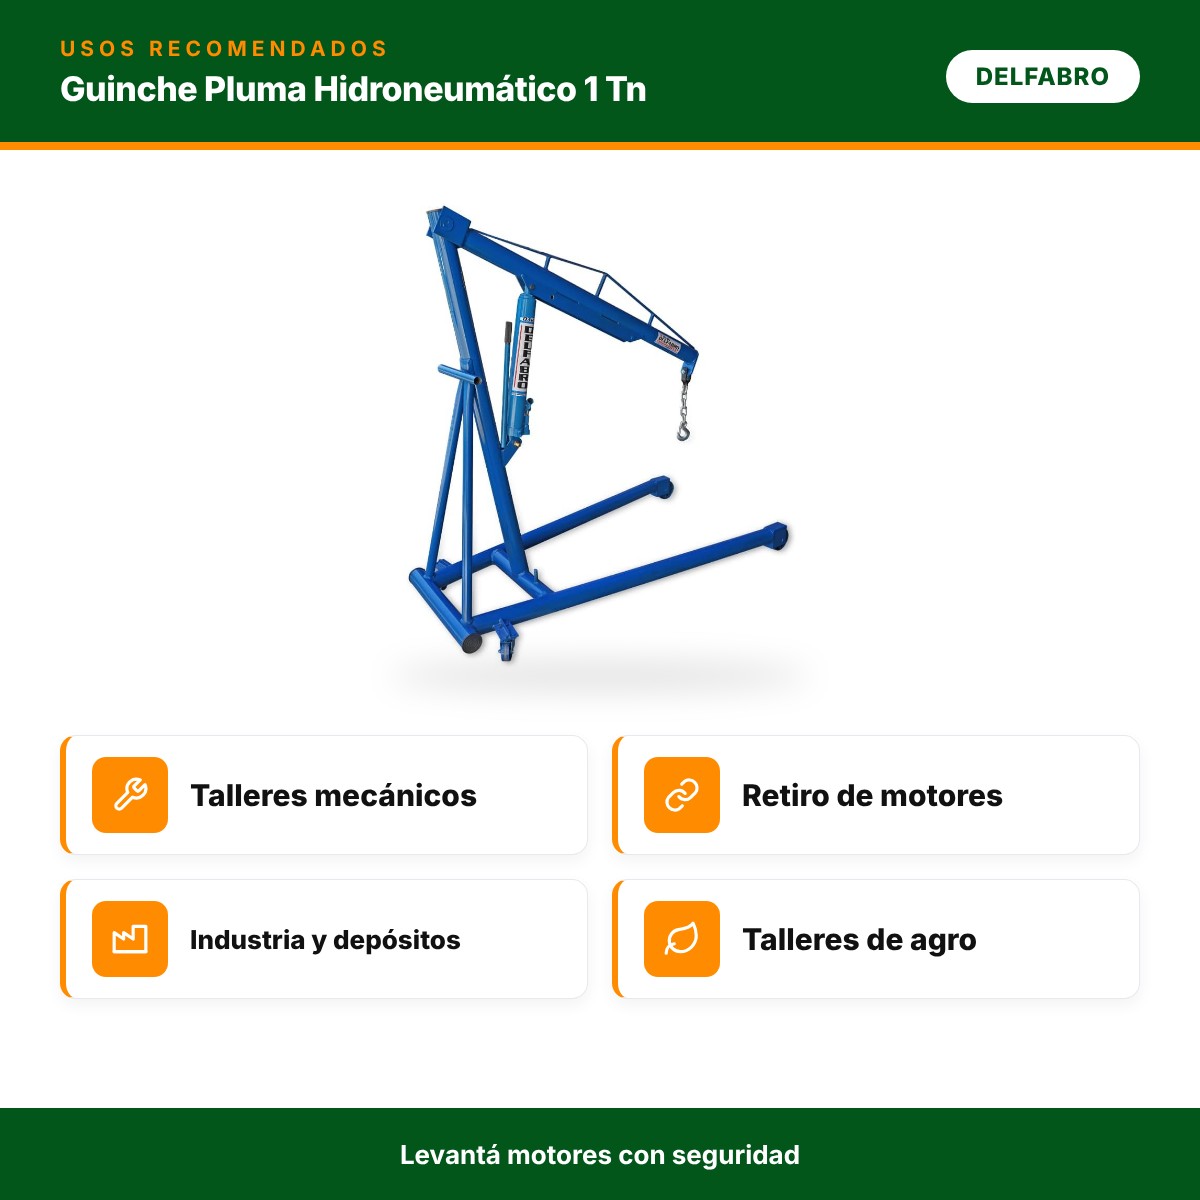 USOS RECOMENDADOS
Guinche Pluma Hidroneumático 1 Tn
DELFABRO
DELFABRO
Talleres mecánicos
Retiro de motores
Industria y depósitos
Talleres de agro
Levantá motores con seguridad